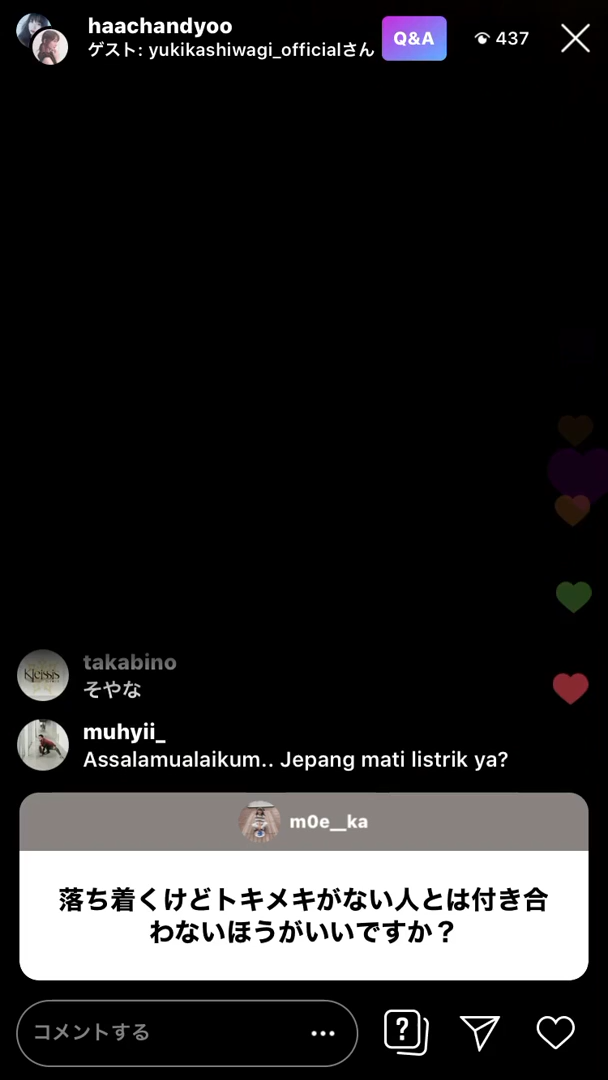 haachandyoo
ゲスト: yukikashiwagi_officialさん
Q&A
437
takabino
そやな
muhyii_
Assalamualaikum.. Jepang mati listrik ya?
m0e__ka
落ち着くけどトキメキがない人とは付き合
わないほうがいいですか？
コメントする